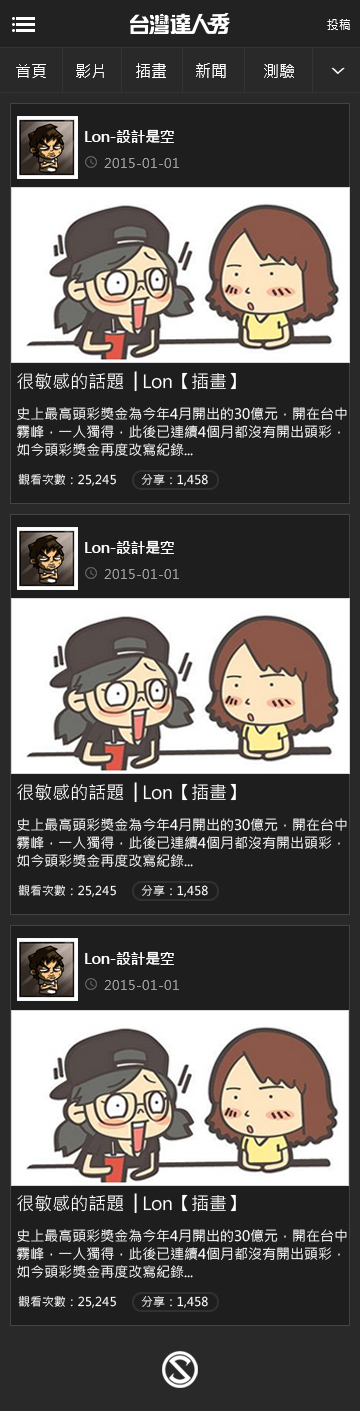 台灣達人秀
投稿
首頁
影片
插畫
新聞
測驗
Lon-設計是空
2015-01-01
很敏感的話題 | Lon【插畫】
史上最高頭彩獎金為今年4月開出的30億元，開在台中
霧峰，一人獨得，此後已連續4個月都沒有開出頭彩，
如今頭彩獎金再度改寫紀錄...
觀看次數：25,245
分享：1,458
Lon-設計是空
2015-01-01
很敏感的話題 | Lon【插畫】
史上最高頭彩獎金為今年4月開出的30億元，開在台中
霧峰，一人獨得，此後已連續4個月都沒有開出頭彩，
如今頭彩獎金再度改寫紀錄...
觀看次數：25,245
分享：1,458
Lon-設計是空
2015-01-01
很敏感的話題 | Lon【插畫】
史上最高頭彩獎金為今年4月開出的30億元，開在台中
霧峰，一人獨得，此後已連續4個月都沒有開出頭彩，
如今頭彩獎金再度改寫紀錄...
觀看次數：25,245
分享：1,458